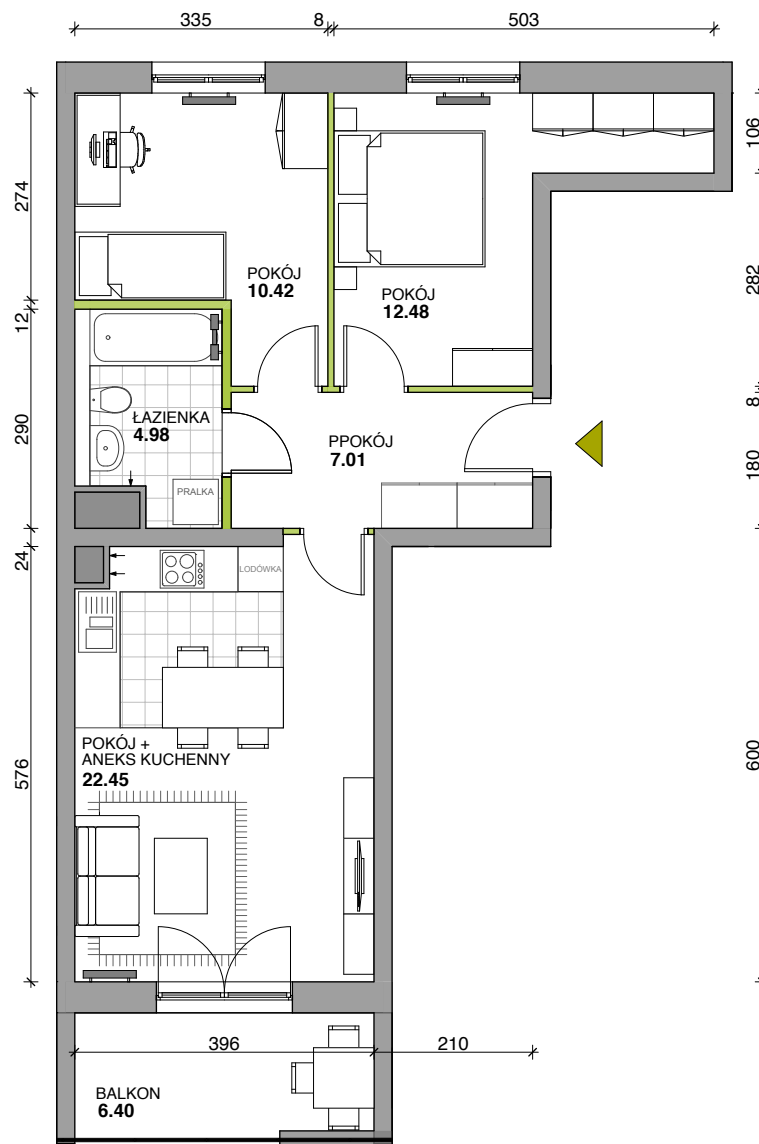 335
8
503
274
12
290
24
576
106
282
8
180
600
POKÓJ
10.42
POKÓJ
12.48
ŁAZIENKA
4.98
PPOKÓJ
7.01
PRALKA
LODÓWKA
POKÓJ +
ANEKS KUCHENNY
22.45
396
210
BALKON
6.40